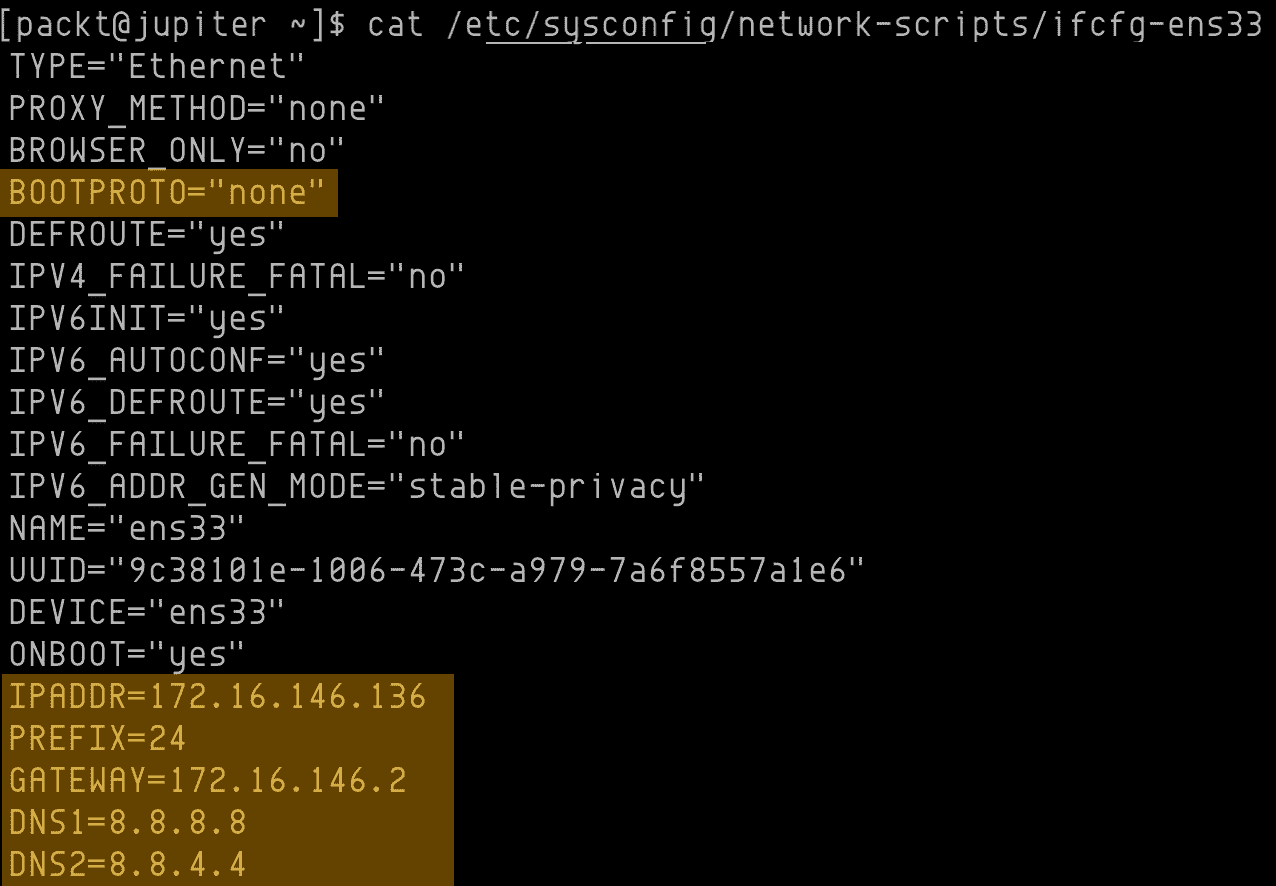 [packt@jupiter ~]$ cat /etc/sysconfig/network-scripts/ifcfg-ens33
TYPE="Ethernet"
PROXY_METHOD="none"
BROWSER_ONLY="no"
BOOTPROTO="none"
DEFROUTE="yes"
IPV4_FAILURE_FATAL="no"
IPV6INIT="yes"
IPV6_AUTOCONF="yes"
IPV6_DEFROUTE="yes"
IPV6_FAILURE_FATAL="no"
IPV6_ADDR_GEN_MODE="stable-privacy"
NAME="ens33"
UUID="9c38101e-1006-473c-a979-7a6f8557a1e6"
DEVICE="ens33"
ONBOOT="yes"
IPADDR=172.16.146.136
PREFIX=24
GATEWAY=172.16.146.2
DNS1=8.8.8.8
DNS2=8.8.4.4